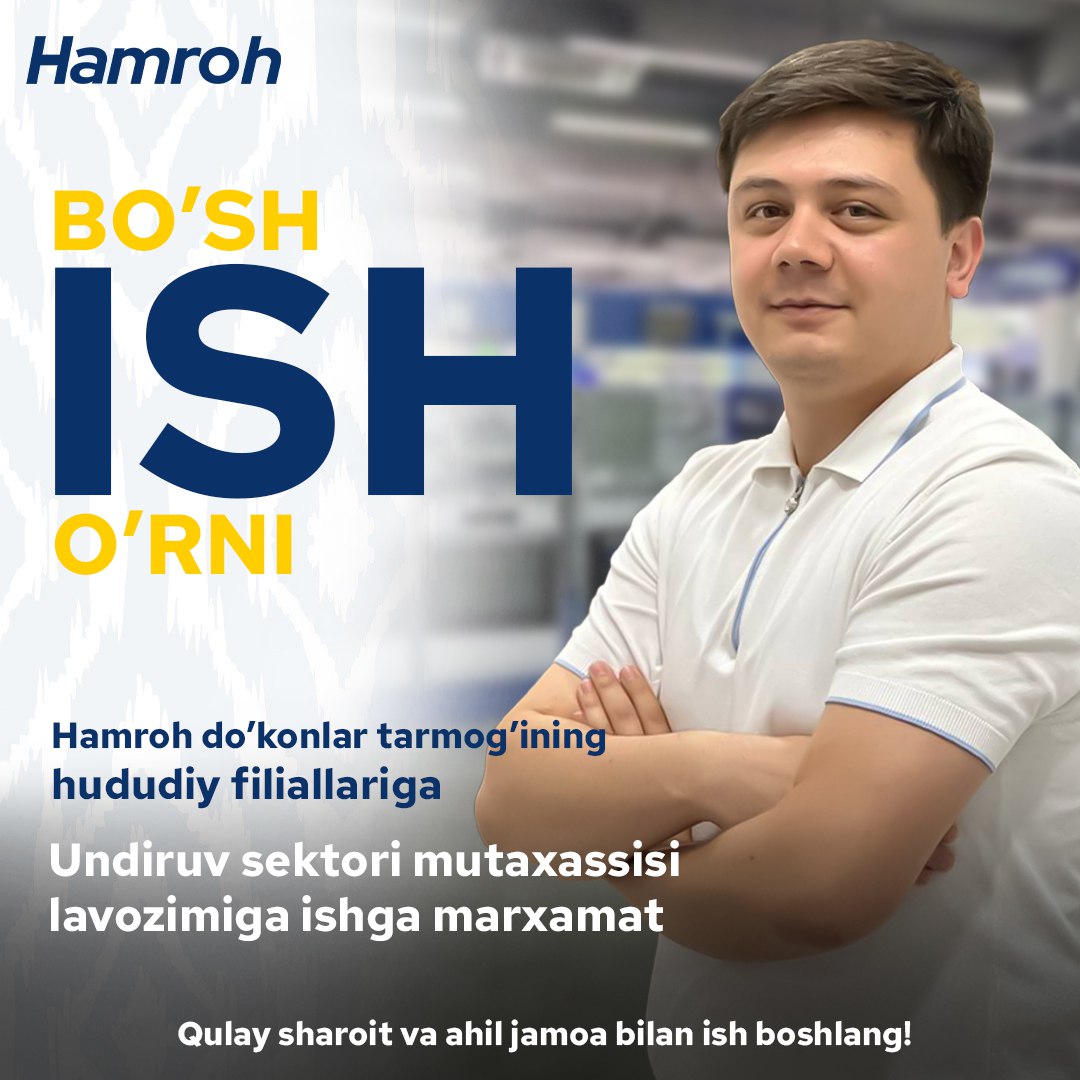 Hamroh
BO’SH
ISH
O’RNI
Hamroh do’konlar tarmog’ining
hududiy filiallariga
Undiruv sektori mutaxassisi
lavozimiga ishga marxamat
Qulay sharoit va ahil jamoa bilan ish boshlang!